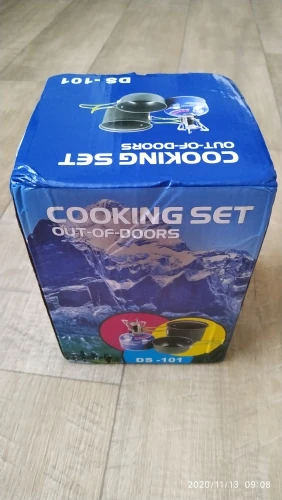 DS-101
COOKING SET
OUT-OF-DOORS
COOKING SET
OUT-OF-DOORS
DS-101
2020/11/13 09:08